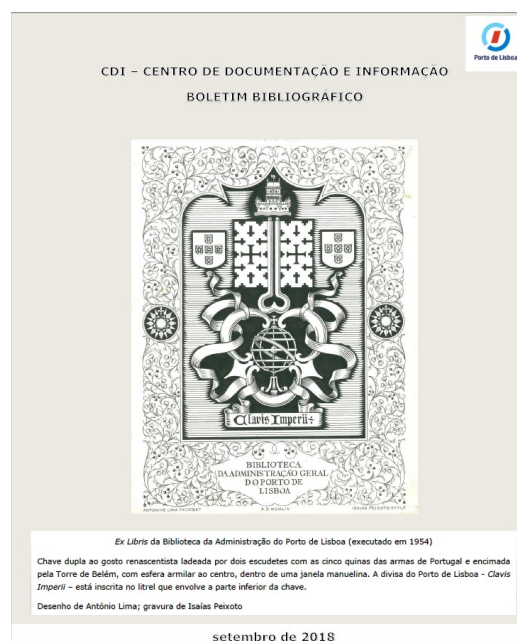 Porto de Lisboa
CDI – CENTRO DE DOCUMENTAÇÃO E INFORMAÇÃO
BOLETIM BIBLIOGRÁFICO
Clavis Imperii
BIBLIOTECA
DA ADMINISTRAÇÃO GERAL
DO PORTO DE
LISBOA
ANTONIUS LIMA FACIEBAT A.D. MCMLIV ISAIAS PEIXOTO SCULP.
Ex Libris da Biblioteca da Administração do Porto de Lisboa (executado em 1954)
Chave dupla ao gosto renascentista ladeada por dois escudetes com as cinco quinas das armas de Portugal e encimada
pela Torre de Belém, com esfera armilar ao centro, dentro de uma janela manuelina. A divisa do Porto de Lisboa - Clavis
Imperii – está inscrita no litrel que envolve a parte inferior da chave.
Desenho de António Lima; gravura de Isaías Peixoto
setembro de 2018